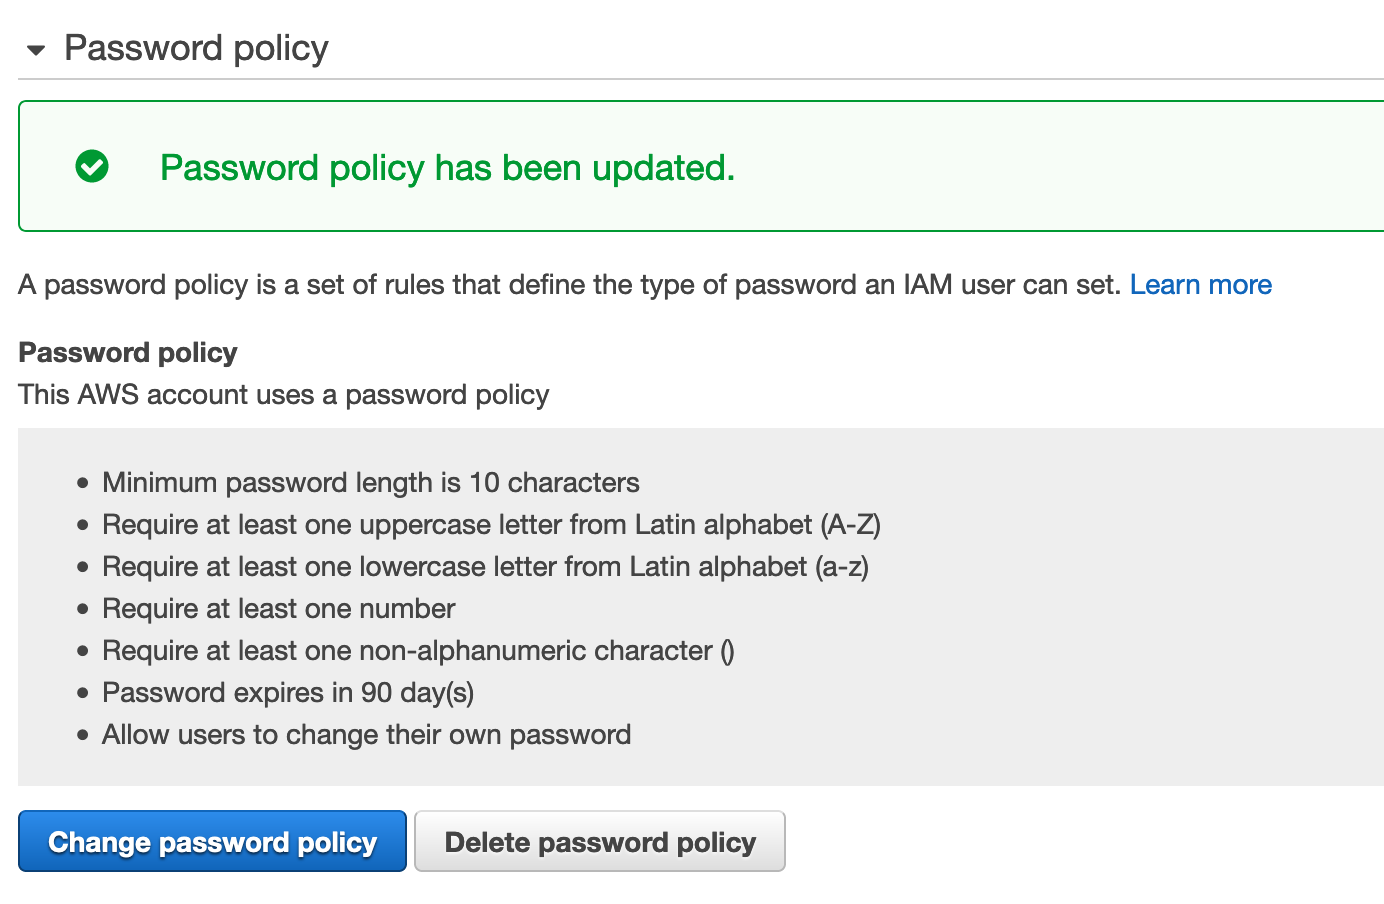 Password policy
Password policy has been updated.
A password policy is a set of rules that define the type of password an IAM user can set. Learn more
Password policy
This AWS account uses a password policy
• Minimum password length is 10 characters
• Require at least one uppercase letter from Latin alphabet (A-Z)
• Require at least one lowercase letter from Latin alphabet (a-z)
• Require at least one number
• Require at least one non-alphanumeric character ()
• Password expires in 90 day(s)
• Allow users to change their own password
Change password policy Delete password policy